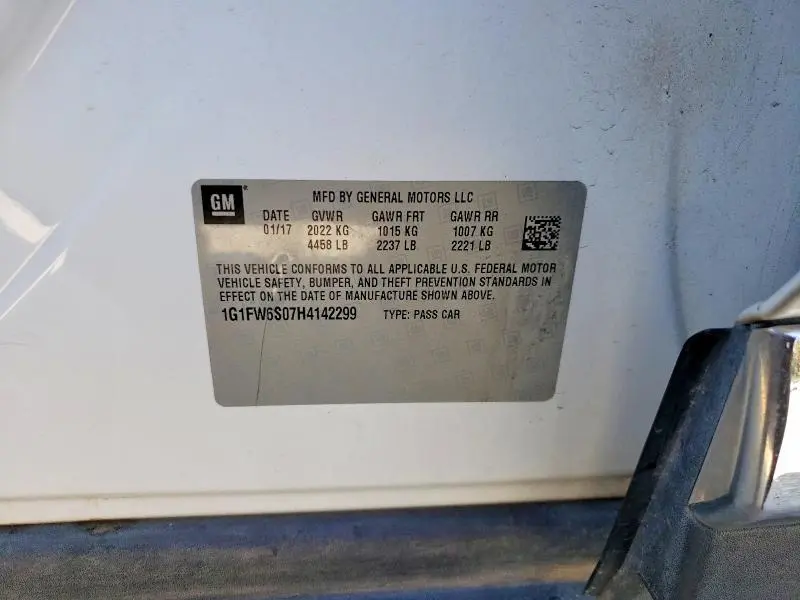 GM
MFD BY GENERAL MOTORS LLC
DATE GVWR GAWR FRT GAWR RR
01/17 2022 KG 1015 KG 1007 KG
4458 LB 2237 LB 2221 LB
THIS VEHICLE CONFORMS TO ALL APPLICABLE U.S. FEDERAL MOTOR
VEHICLE SAFETY, BUMPER, AND THEFT PREVENTION STANDARDS IN
EFFECT ON THE DATE OF MANUFACTURE SHOWN ABOVE.
1G1FW6S07H4142299 TYPE: PASS CAR